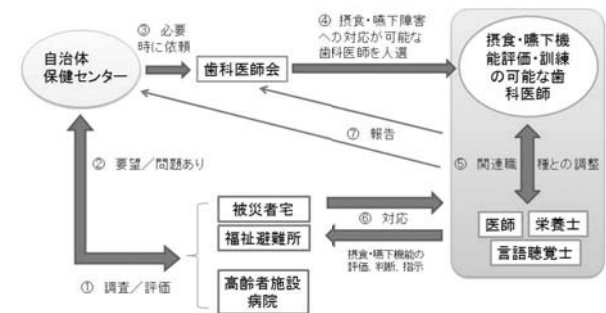 ③ 必要
時に依頼
④ 摂食・嚥下障害
への対応が可能な
歯科医師を人選
自治体
保健センター
歯科医師会
摂食・嚥下機
能評価・訓練
の可能な歯
科医師
⑦ 報告
② 要望／問題あり
⑤ 関連職 種との調整
被災者宅
福祉避難所
⑥ 対応
医師
栄養士
言語聴覚士
摂食・嚥下機能の
評価、判断、指示
① 調査／評価
高齢者施設
病院